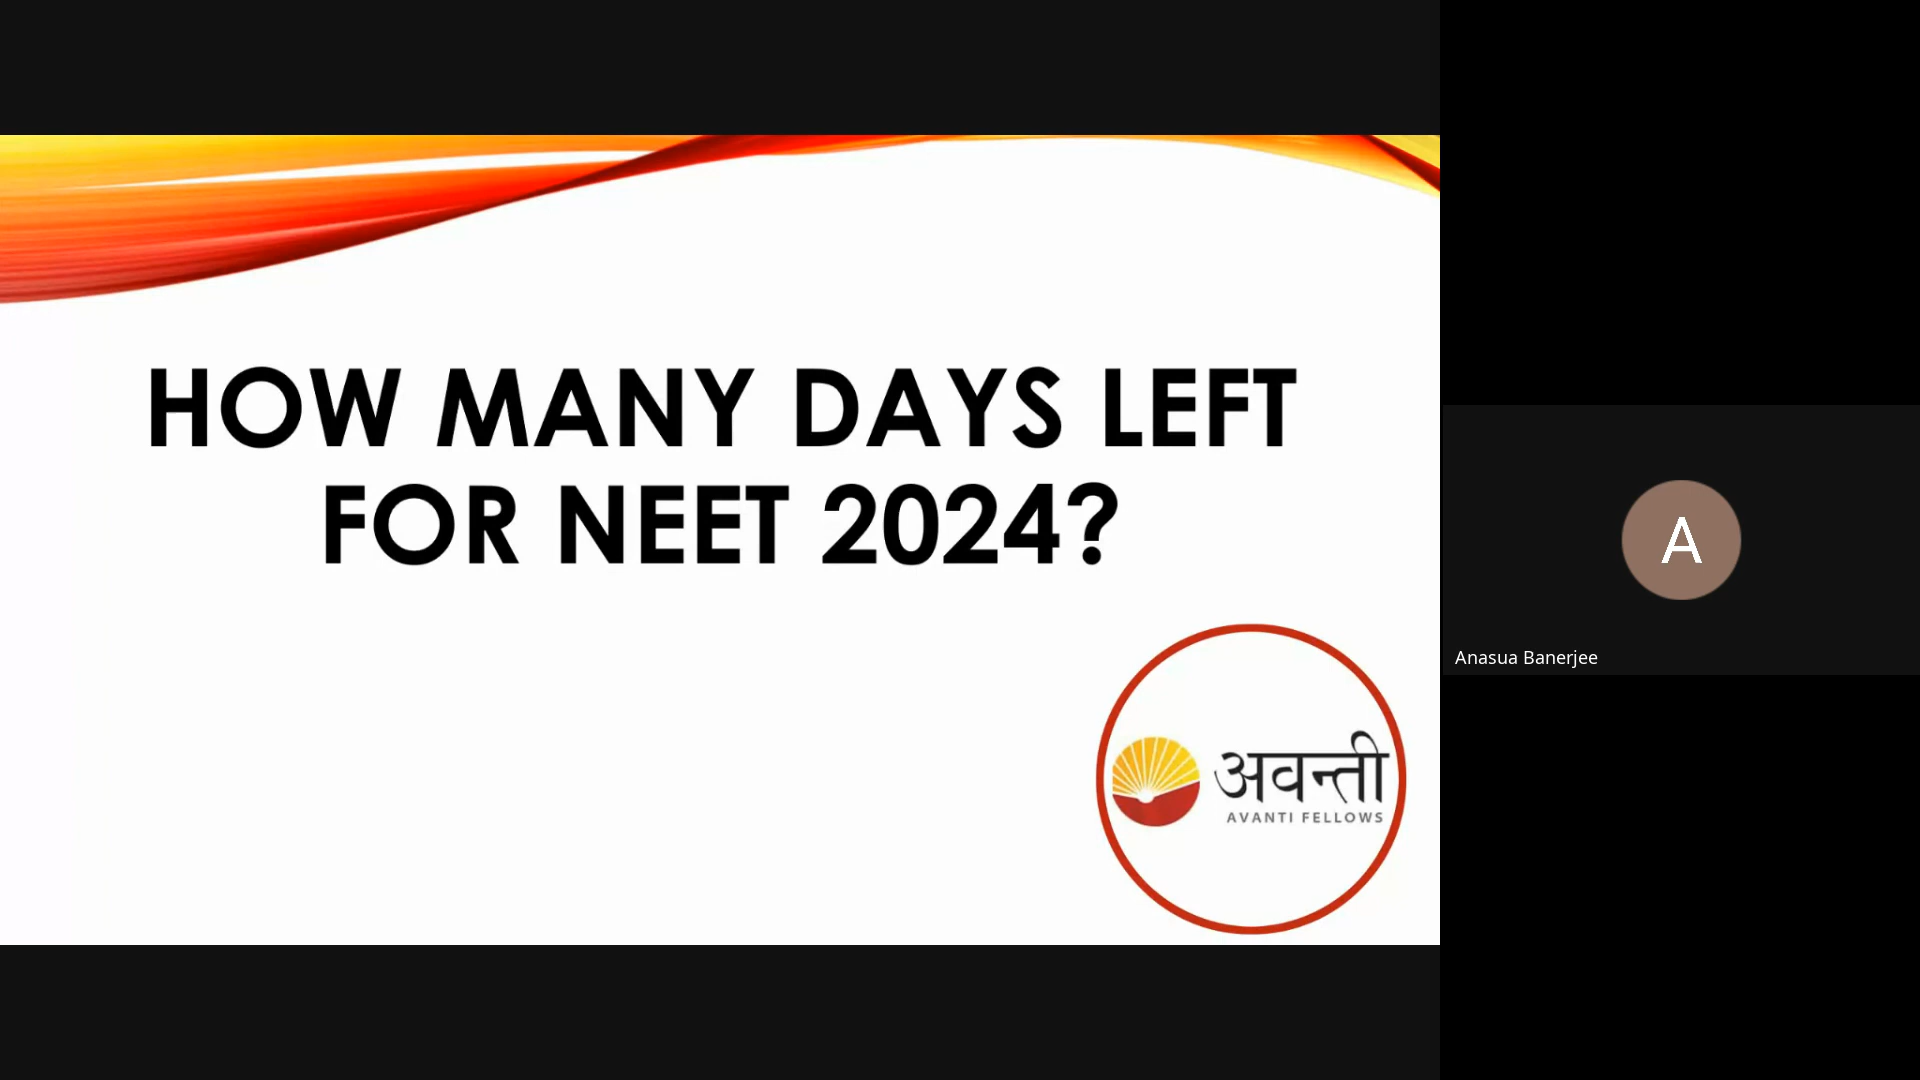 HOW MANY DAYS LEFT
FOR NEET 2024?
अवन्ती
AVANTI FELLOWS
A
Anasua Banerjee